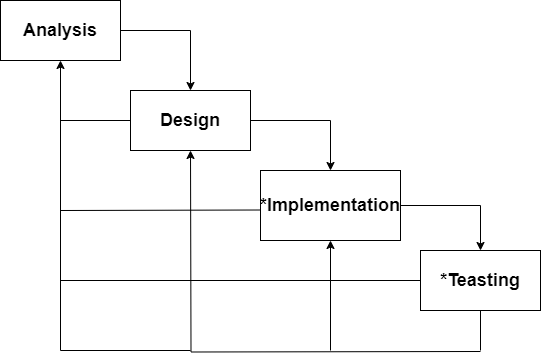 Analysis
Design
*Implementation
*Teasting